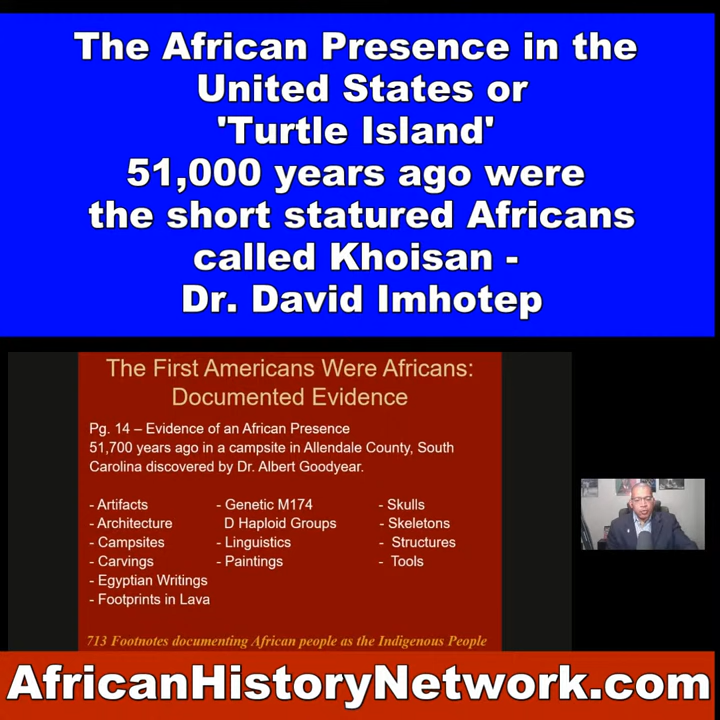 The African Presence in the
United States or
'Turtle Island'
51,000 years ago were
the short statured Africans
called Khoisan -
Dr. David Imhotep
The First Americans Were Africans:
Documented Evidence
Pg. 14 – Evidence of an African Presence
51,700 years ago in a campsite in Allendale County, South
Carolina discovered by Dr. Albert Goodyear.
- Artifacts - Genetic M174 - Skulls
- Architecture D Haploid Groups - Skeletons
- Campsites - Linguistics - Structures
- Carvings - Paintings - Tools
- Egyptian Writings
- Footprints in Lava
713 Footnotes documenting African people as the Indigenous People
AfricanHistoryNetwork.com